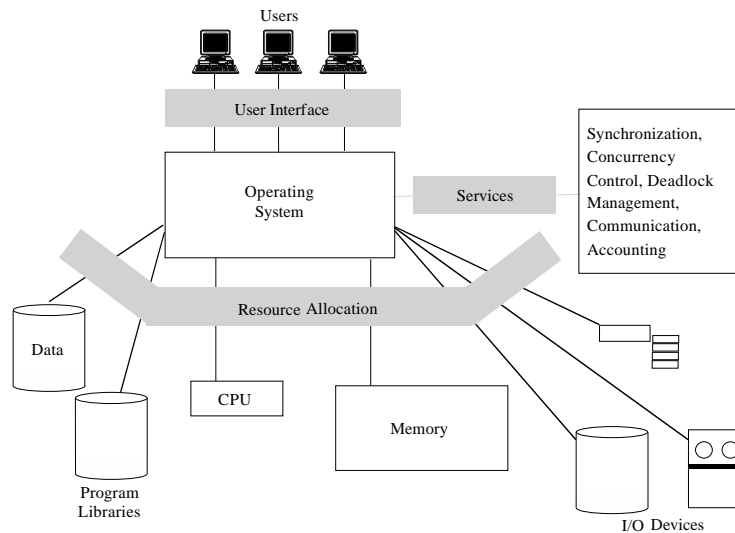 Users
User Interface
Operating
System
Services
Synchronization,
Concurrency
Control, Deadlock
Management,
Communication,
Accounting
Resource Allocation
Data
CPU
Memory
Program
Libraries
I/O Devices